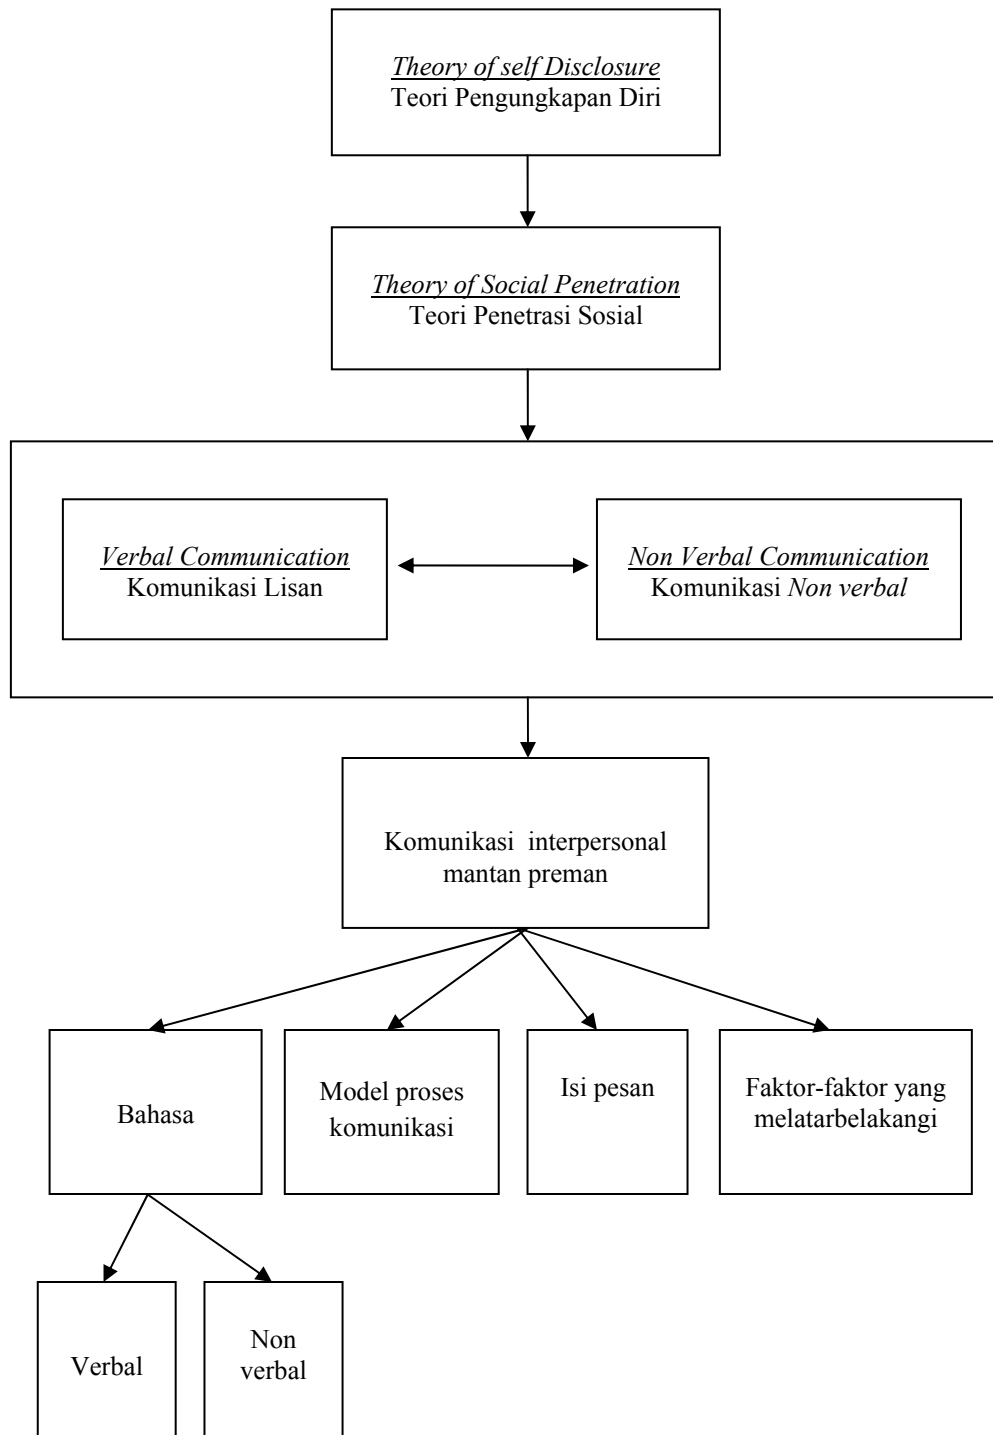 Theory of self Disclosure
Teori Pengungkapan Diri
Theory of Social Penetration
Teori Penetrasi Sosial
Verbal Communication
Komunikasi Lisan
Non Verbal Communication
Komunikasi Non verbal
Komunikasi interpersonal
mantan preman
Bahasa
Model proses
komunikasi
Isi pesan
Faktor-faktor yang
melatarbelakangi
Verbal
Non
verbal